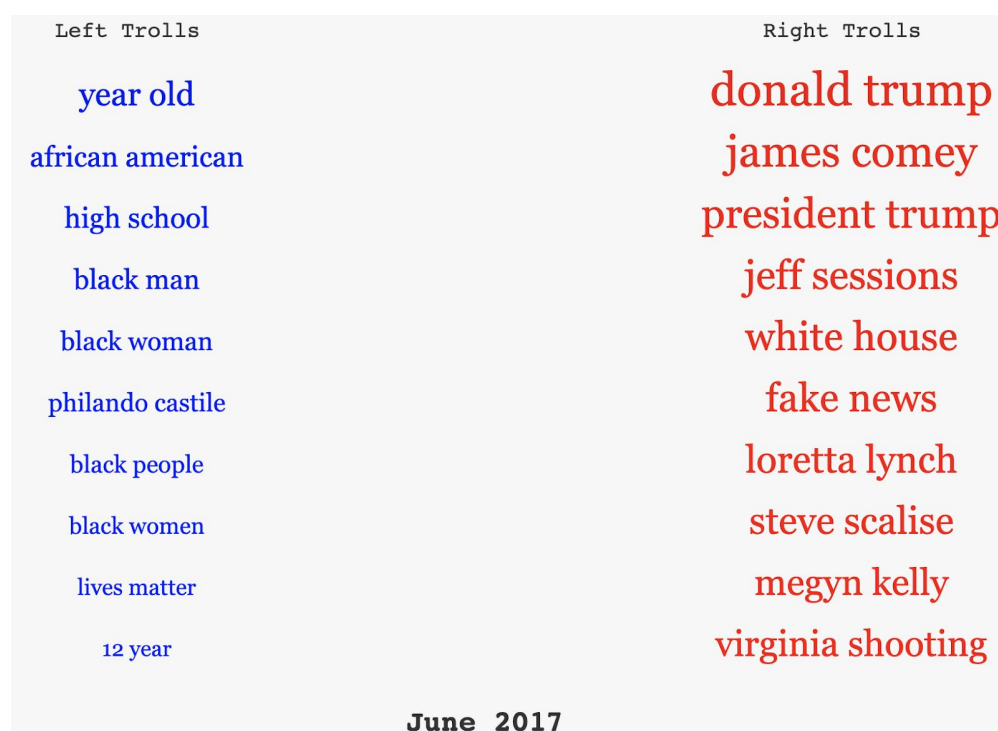 Left Trolls
year old
african american
high school
black man
black woman
philando castile
black people
black women
lives matter
12 year
Right Trolls
donald trump
james comey
president trump
jeff sessions
white house
fake news
loretta lynch
steve scalise
megyn kelly
virginia shooting
June 2017